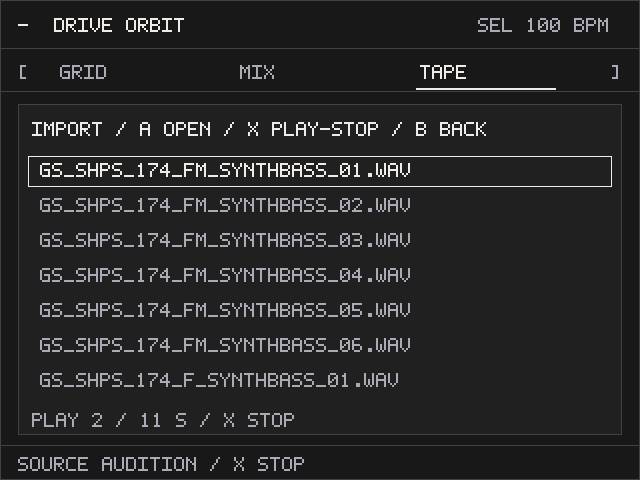 — DRIVE ORBIT SEL 100 BPM
[ GRID MIX TAPE ]
IMPORT / A OPEN / X PLAY-STOP / B BACK
GS_SHPS_174_FM_SYNTHBASS_01.WAV
GS_SHPS_174_FM_SYNTHBASS_02.WAV
GS_SHPS_174_FM_SYNTHBASS_03.WAV
GS_SHPS_174_FM_SYNTHBASS_04.WAV
GS_SHPS_174_FM_SYNTHBASS_05.WAV
GS_SHPS_174_FM_SYNTHBASS_06.WAV
GS_SHPS_174_F_SYNTHBASS_01.WAV
PLAY 2 / 11 S / X STOP
SOURCE AUDITION / X STOP